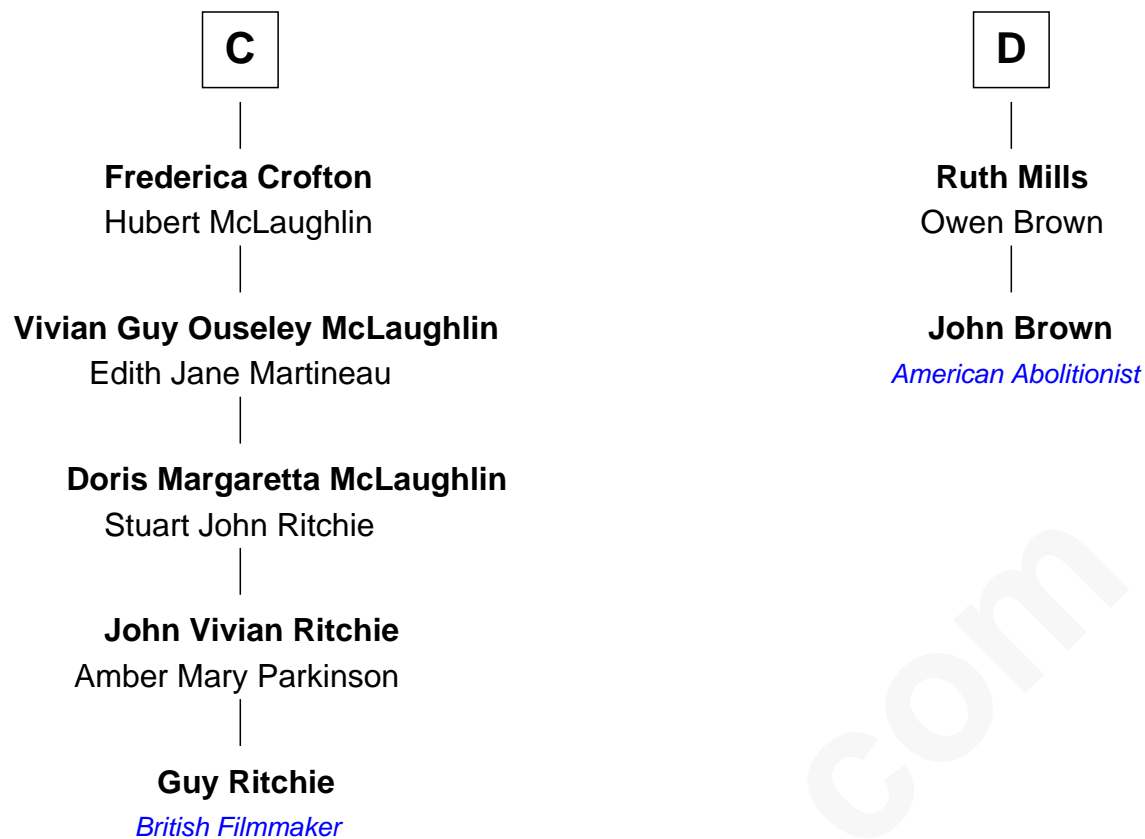 C
Frederica Crofton
Hubert McLaughlin
Vivian Guy Ouseley McLaughlin
Edith Jane Martineau
Doris Margaretta McLaughlin
Stuart John Ritchie
John Vivian Ritchie
Amber Mary Parkinson
Guy Ritchie
British Filmmaker
D
Ruth Mills
Owen Brown
John Brown
American Abolitionist
com